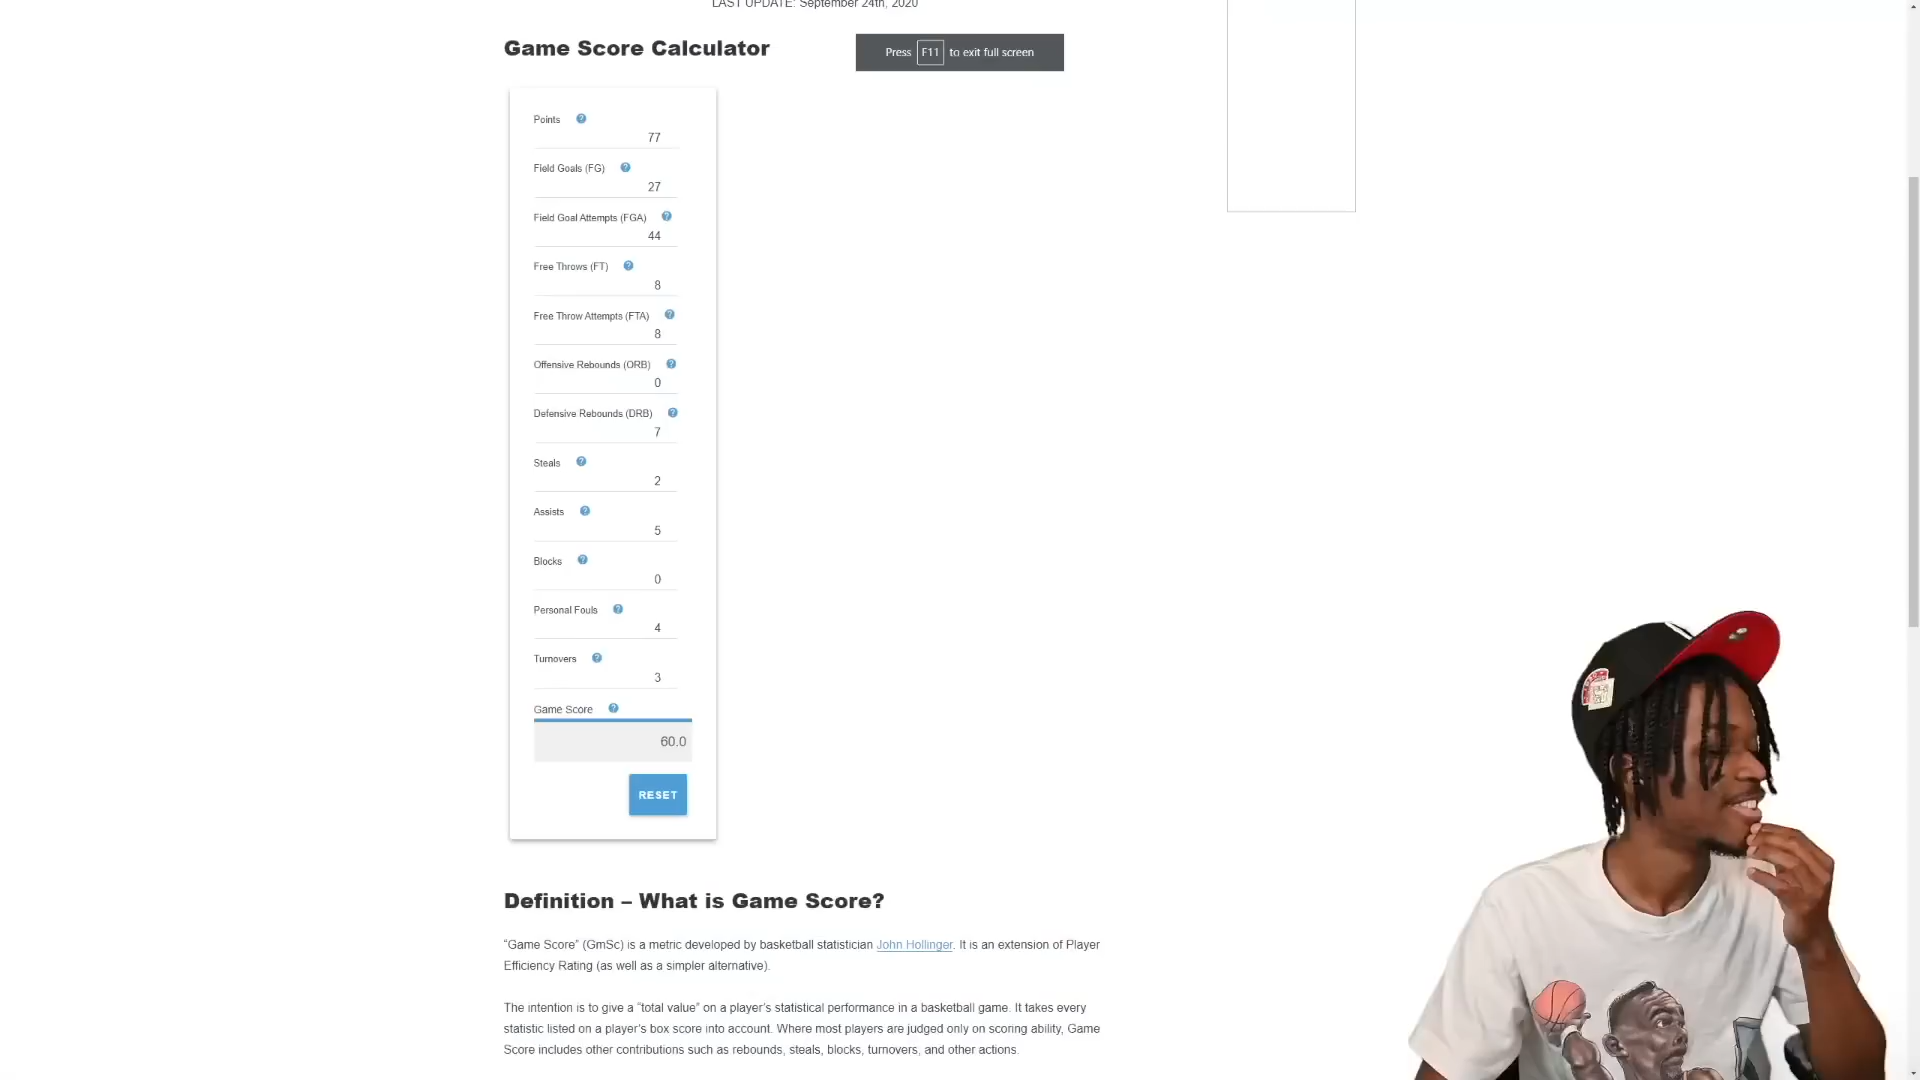 LAST UPDATE: September 24th, 2020
Game Score Calculator
Press F11 to exit full screen
Points ?
77
Field Goals (FG) ?
27
Field Goal Attempts (FGA) ?
44
Free Throws (FT) ?
8
Free Throw Attempts (FTA) ?
8
Offensive Rebounds (ORB) ?
0
Defensive Rebounds (DRB) ?
7
Steals ?
2
Assists ?
5
Blocks ?
0
Personal Fouls ?
4
Turnovers ?
3
Game Score ?
60.0
RESET
Definition – What is Game Score?
“Game Score” (GmSc) is a metric developed by basketball statistician John Hollinger. It is an extension of Player
Efficiency Rating (as well as a simpler alternative).
The intention is to give a “total value” on a player’s statistical performance in a basketball game. It takes every
statistic listed on a player’s box score into account. Where most players are judged only on scoring ability, Game
Score includes other contributions such as rebounds, steals, blocks, turnovers, and other actions.